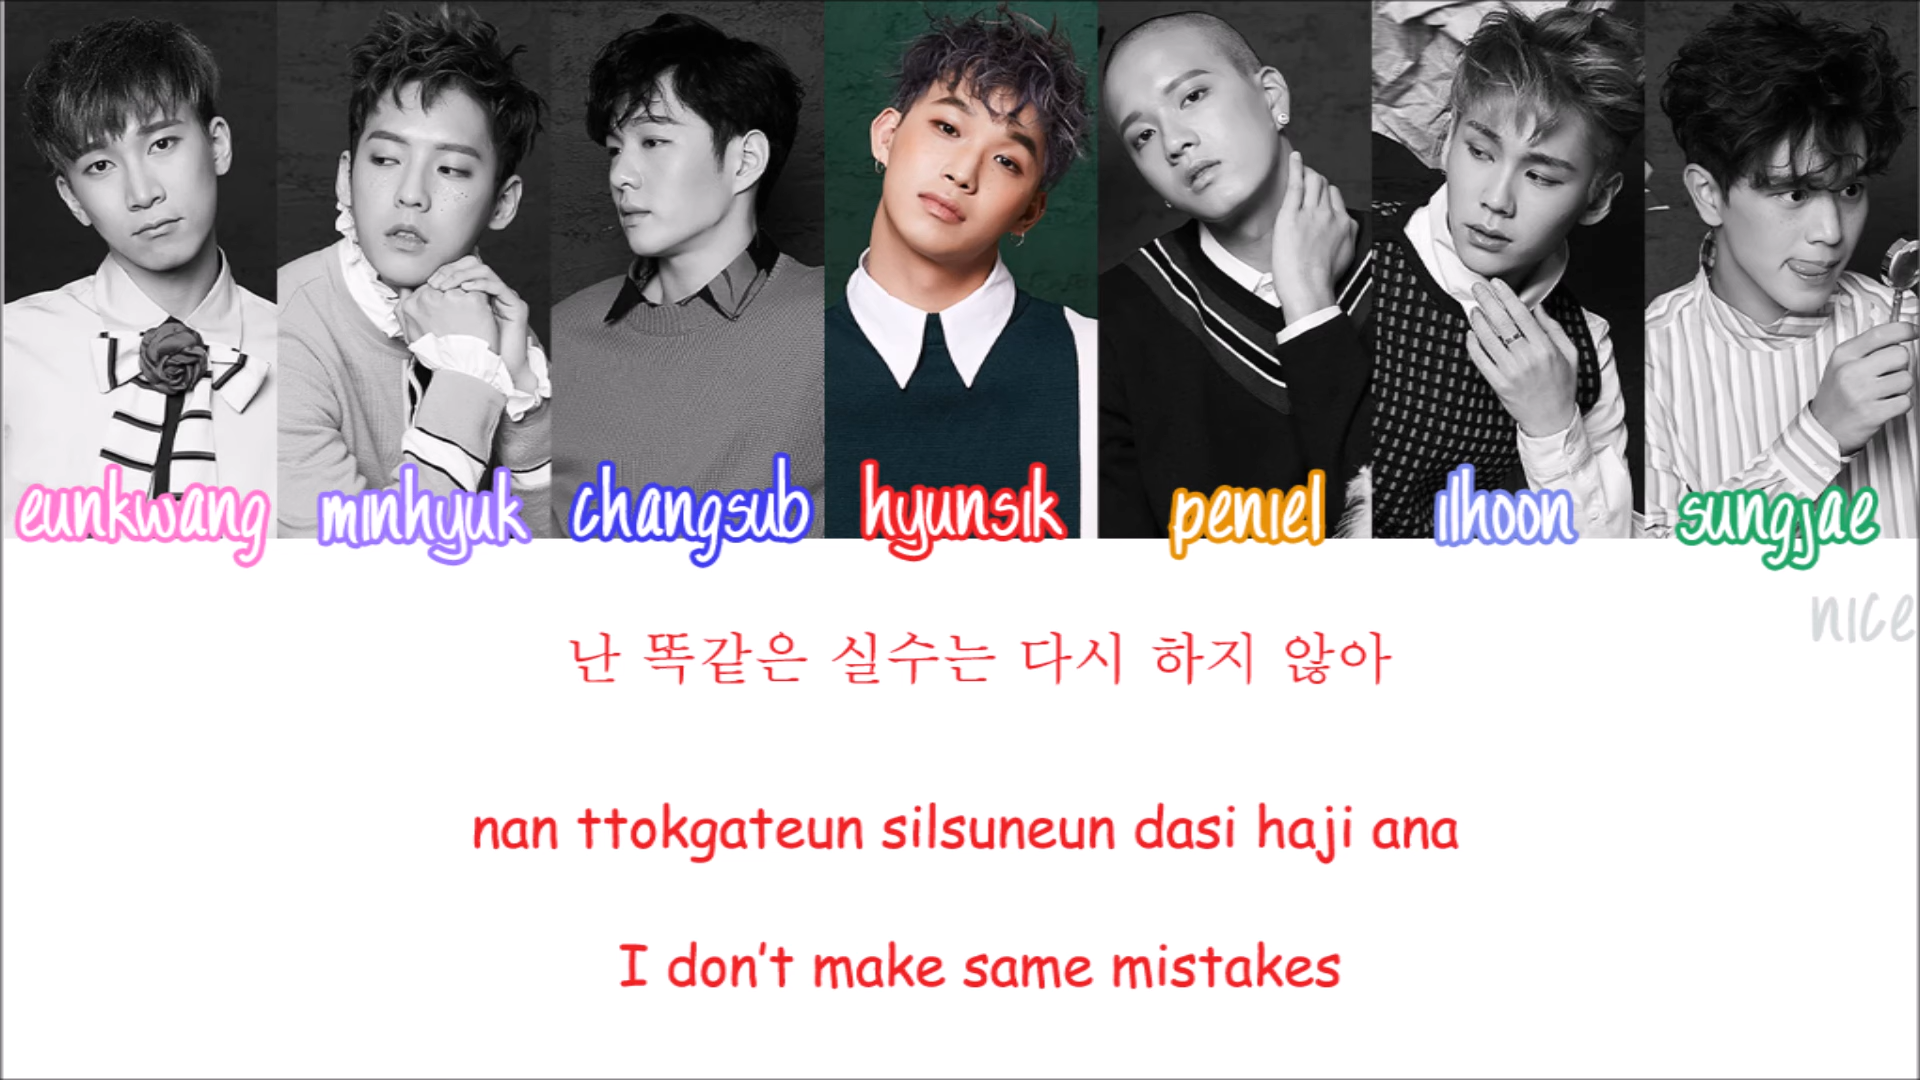 eunkwang minhyuk changsub hyunsik peniel ilhoon sungjae
nice
난 똑같은 실수는 다시 하지 않아
nan ttokgateun silsuneun dasi haji ana
I don't make same mistakes